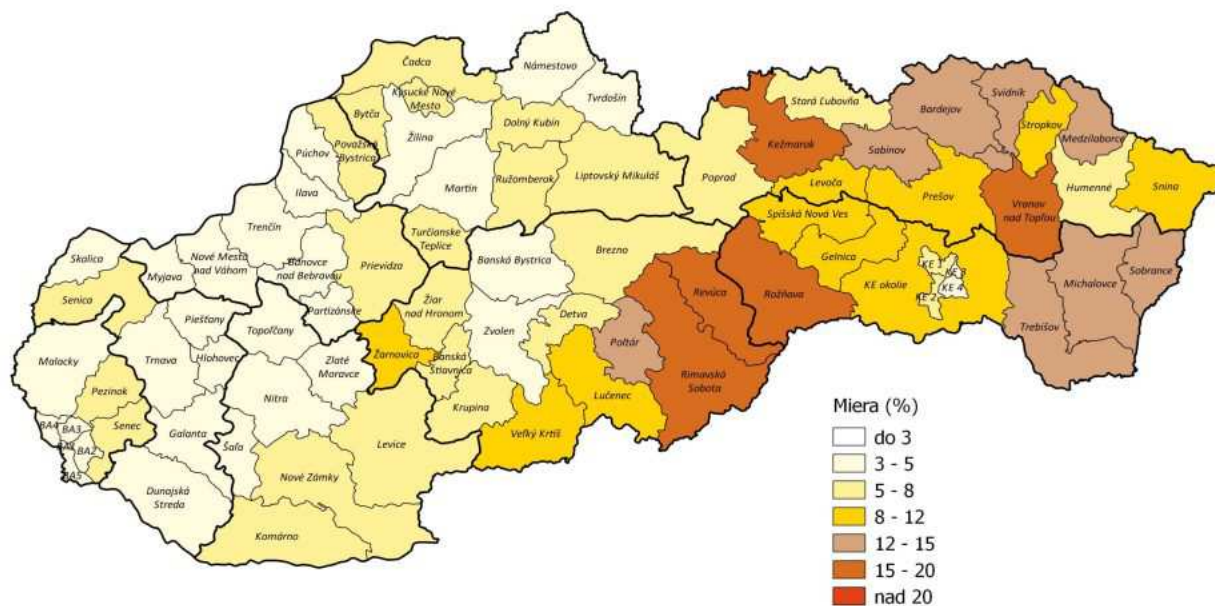 Čadca
Námestovo
Kysucké Nové
Mesto
Tvrdošín
Bytča
Stará Ľubovňa
Bardejov
Svidník
Stropkov
Medzilaborce
Považská
Bystrica
Žilina
Dolný Kubín
Púchov
Kežmarok
Sabinov
Ilava
Martin
Ružomberok
Liptovský Mikuláš
Poprad
Levoča
Prešov
Vranov
nad Topľou
Humenné
Snina
Trenčín
Turčianske
Teplice
Spišská Nová Ves
Skalica
Myjava
Nové Mesto
nad Váhom
Bánovce
nad Bebravou
Prievidza
Banská Bystrica
Brezno
Gelnica
KE 1
KE 3
KE 4
KE 2
KE okolie
Sobrance
Michalovce
Senica
Partizánske
Žiar
nad Hronom
Revúca
Rožňava
Piešťany
Topoľčany
Detva
Zvolen
Poltár
Trebišov
Malacky
Trnava
Hlohovec
Zlaté
Moravce
Žarnovica
Banská
Štiavnica
Rimavská
Sobota
Pezinok
Nitra
Krupina
Lučenec
BA4
BA3
BA2
BA5
Senec
Galanta
Šaľa
Levice
Veľký Krtíš
Dunajská
Streda
Nové Zámky
Komárno
Miera (%)
do 3
3 - 5
5 - 8
8 - 12
12 - 15
15 - 20
nad 20